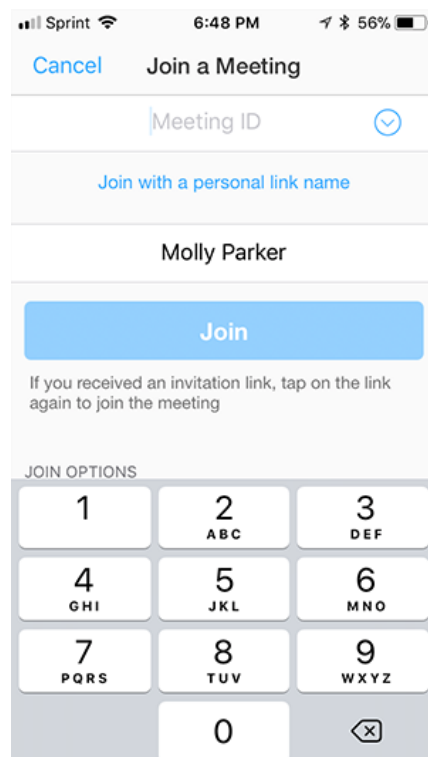 Sprint 6:48 PM 56%
Cancel Join a Meeting
Meeting ID
Join with a personal link name
Molly Parker
Join
If you received an invitation link, tap on the link
again to join the meeting
JOIN OPTIONS
1 2 3
ABC DEF
4 5 6
GHI JKL MNO
7 8 9
PQRS TUV WXYZ
0